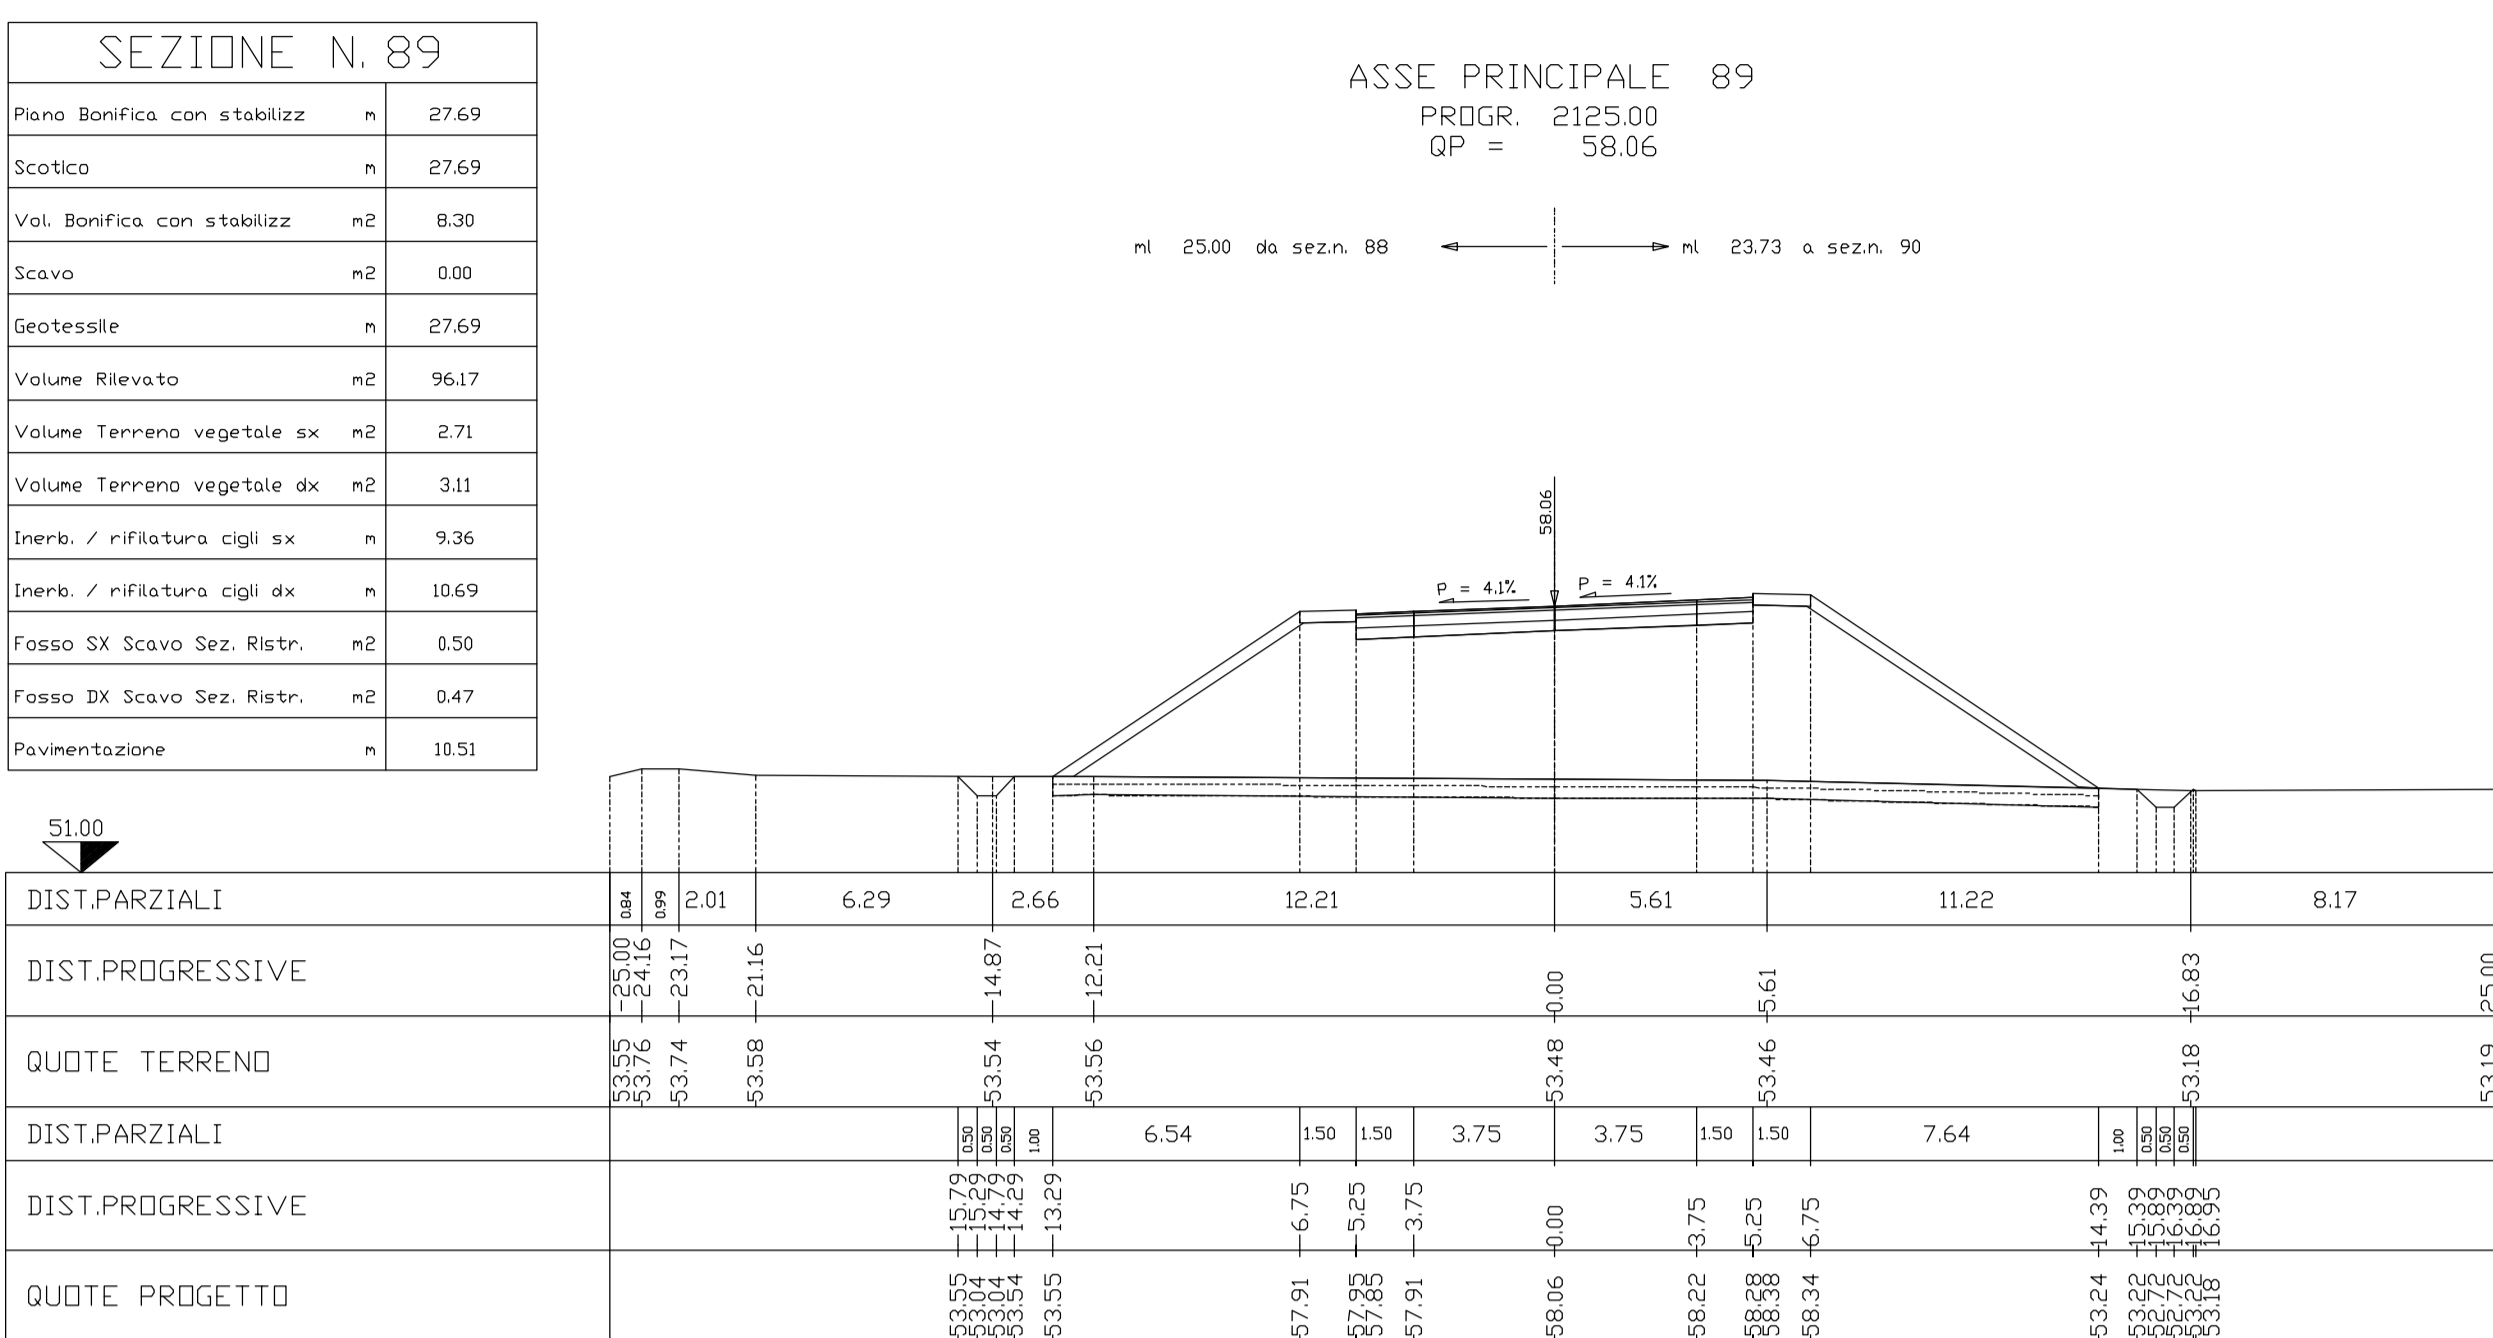 SEZIONE N. 89
Piano Bonifica con stabilizz m 27.69
Scotico m 27.69
Vol. Bonifica con stabilizz m2 8.30
Scavo m2 0.00
Geotessile m 27.69
Volume Rilevato m2 96.17
Volume Terreno vegetale sx m2 2.71
Volume Terreno vegetale dx m2 3.11
Inerb. / rifilatura cigli sx m 9.36
Inerb. / rifilatura cigli dx m 10.69
Fosso SX Scavo Sez. Ristr. m2 0.50
Fosso DX Scavo Sez. Ristr. m2 0.47
Pavimentazione m 10.51
ASSE PRINCIPALE 89
PROGR. 2125.00
QP = 58.06
ml 25.00 da sez.n. 88 ml 23.73 a sez.n. 90
58.06
P = 4.1% P = 4.1%
51.00
DIST.PARZIALI 0.84 0.99 2.01 6.29 2.66 12.21 5.61 11.22 8.17
DIST.PROGRESSIVE -25.00 -24.16 -23.17 -21.16 -14.87 -12.21 0.00 5.61 16.83 25.00
QUOTE TERRENO 53.55 53.76 53.74 53.58 53.54 53.56 53.48 53.46 53.18 53.19
DIST.PARZIALI 0.50 0.50 0.50 1.00 6.54 1.50 1.50 3.75 3.75 1.50 1.50 7.64 1.00 0.50 0.50 0.50
DIST.PROGRESSIVE -15.79 -15.29 -14.79 -14.29 -13.29 -6.75 -5.25 -3.75 0.00 3.75 5.25 6.75 14.39 15.39 15.89 16.39 16.89 16.95
QUOTE PROGETTO 53.55 53.04 53.04 53.54 53.55 57.91 57.95 57.85 57.91 58.06 58.22 58.28 58.38 58.34 53.24 53.22 52.72 52.72 53.22 53.18